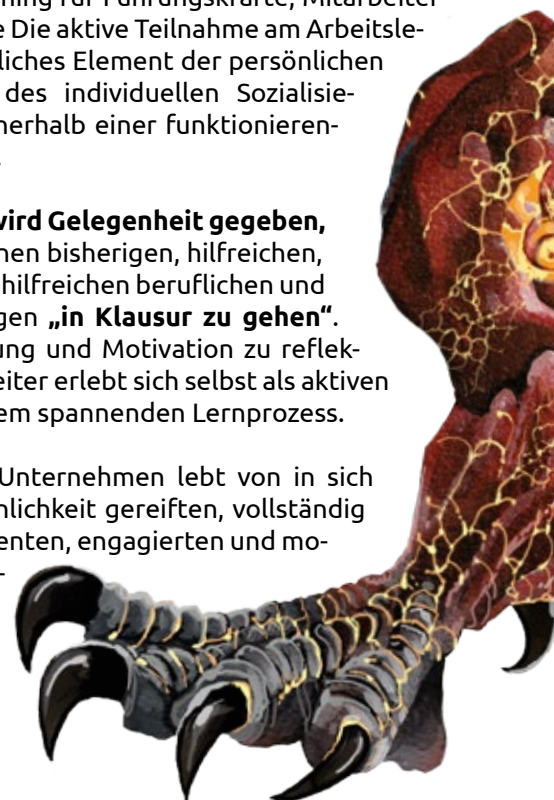 ning für Führungskräfte, Mitarbeiter
e Die aktive Teilnahme am Arbeitsle-
liches Element der persönlichen
des individuellen Sozialisie-
nerhalb einer funktionieren-
.
wird Gelegenheit gegeben,
nen bisherigen, hilfreichen,
hilfreichen beruflichen und
gen „in Klausur zu gehen“.
ung und Motivation zu reflek-
eiter erlebt sich selbst als aktiven
em spannenden Lernprozess.
Unternehmen lebt von in sich
nlichkeit gereiften, vollständig
enten, engagierten und mo-
-